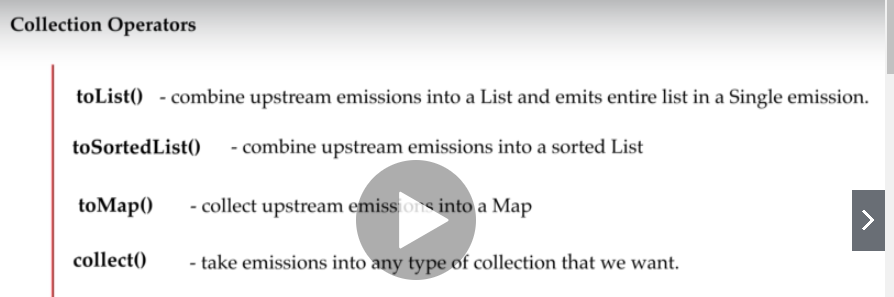 Collection Operators
toList() - combine upstream emissions into a List and emits entire list in a Single emission.
toSortedList() - combine upstream emissions into a sorted List
toMap() - collect upstream emissions into a Map
collect() - take emissions into any type of collection that we want.